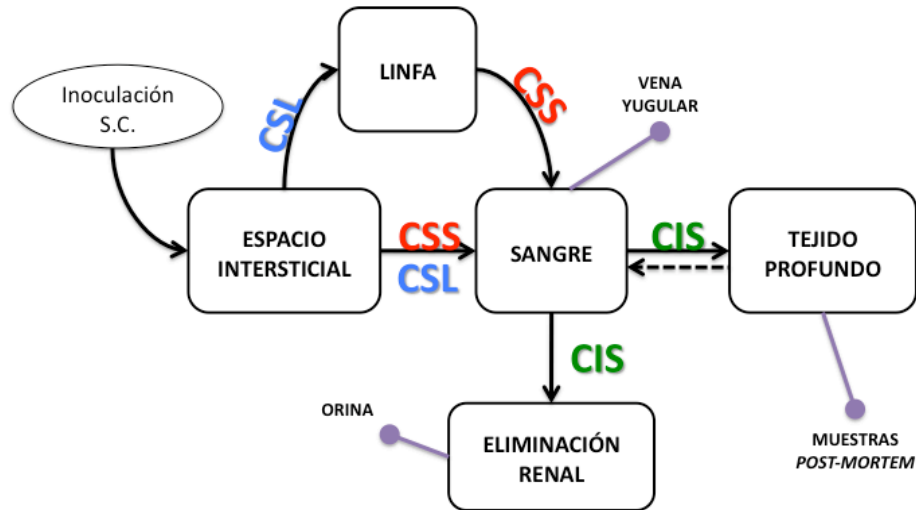 LINFA
Inoculación
S.C.
CSL
CSS
VENA
YUGULAR
ESPACIO
INTERSTICIAL
CSS
CSL
SANGRE
CIS
TEJIDO
PROFUNDO
CIS
ORINA
ELIMINACIÓN
RENAL
MUESTRAS
POST-MORTEM